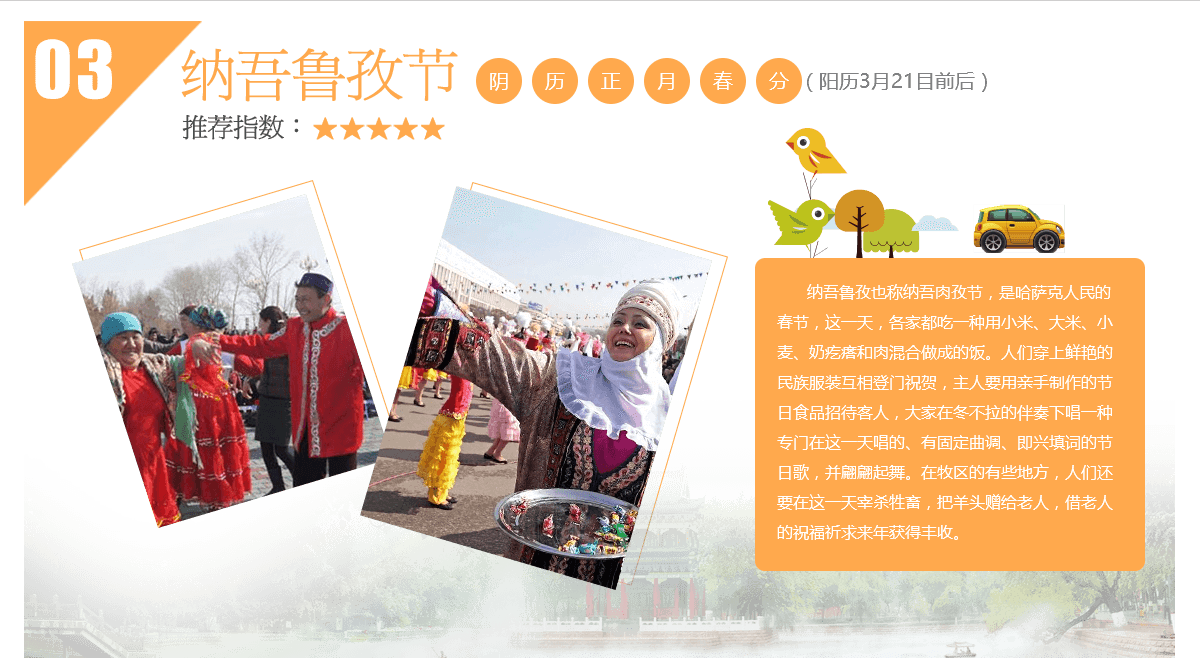 03
纳吾鲁孜节
阴历正月春分
( 阳历3月21目前后 )
推荐指数：★★★★★
纳吾鲁孜也称纳吾肉孜节，是哈萨克人民的
春节，这一天，各家都吃一种用小米、大米、小
麦、奶疙瘩和肉混合做成的饭。人们穿上鲜艳的
民族服装互相登门祝贺，主人要用亲手制作的节
日食品招待客人，大家在冬不拉的伴奏下唱一种
专门在这一天唱的、有固定曲调、即兴填词的节
日歌，并翩翩起舞。在牧区的有些地方，人们还
要在这一天宰杀牲畜，把羊头赠给老人，借老人
的祝福祈求来年获得丰收。